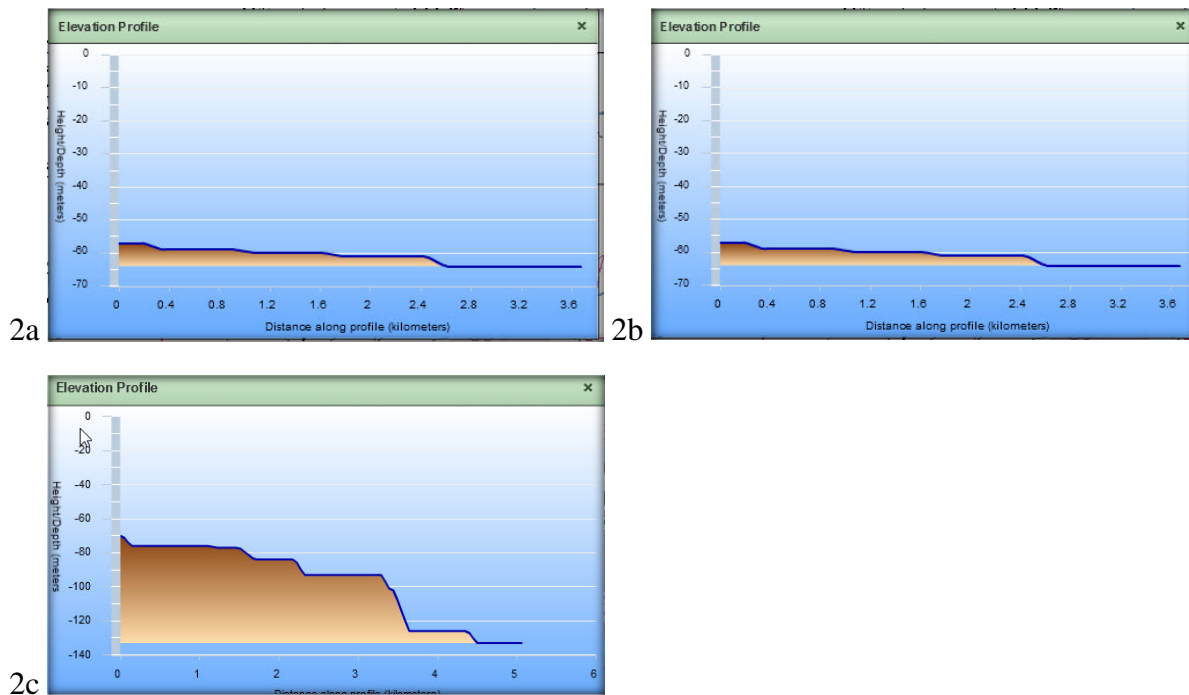 Elevation Profile ×
Height/Depth (meters)
0
-10
-20
-30
-40
-50
-60
-70
0 0.4 0.8 1.2 1.6 2 2.4 2.8 3.2 3.6
Distance along profile (kilometers)
2a
Elevation Profile ×
Height/Depth (meters)
0
-10
-20
-30
-40
-50
-60
-70
0 0.4 0.8 1.2 1.6 2 2.4 2.8 3.2 3.6
Distance along profile (kilometers)
2b
Elevation Profile ×
Height/Depth (meters
0
-20
-40
-60
-80
-100
-120
-140
0 1 2 3 4 5 6
Distance along profile (kilometers)
2c